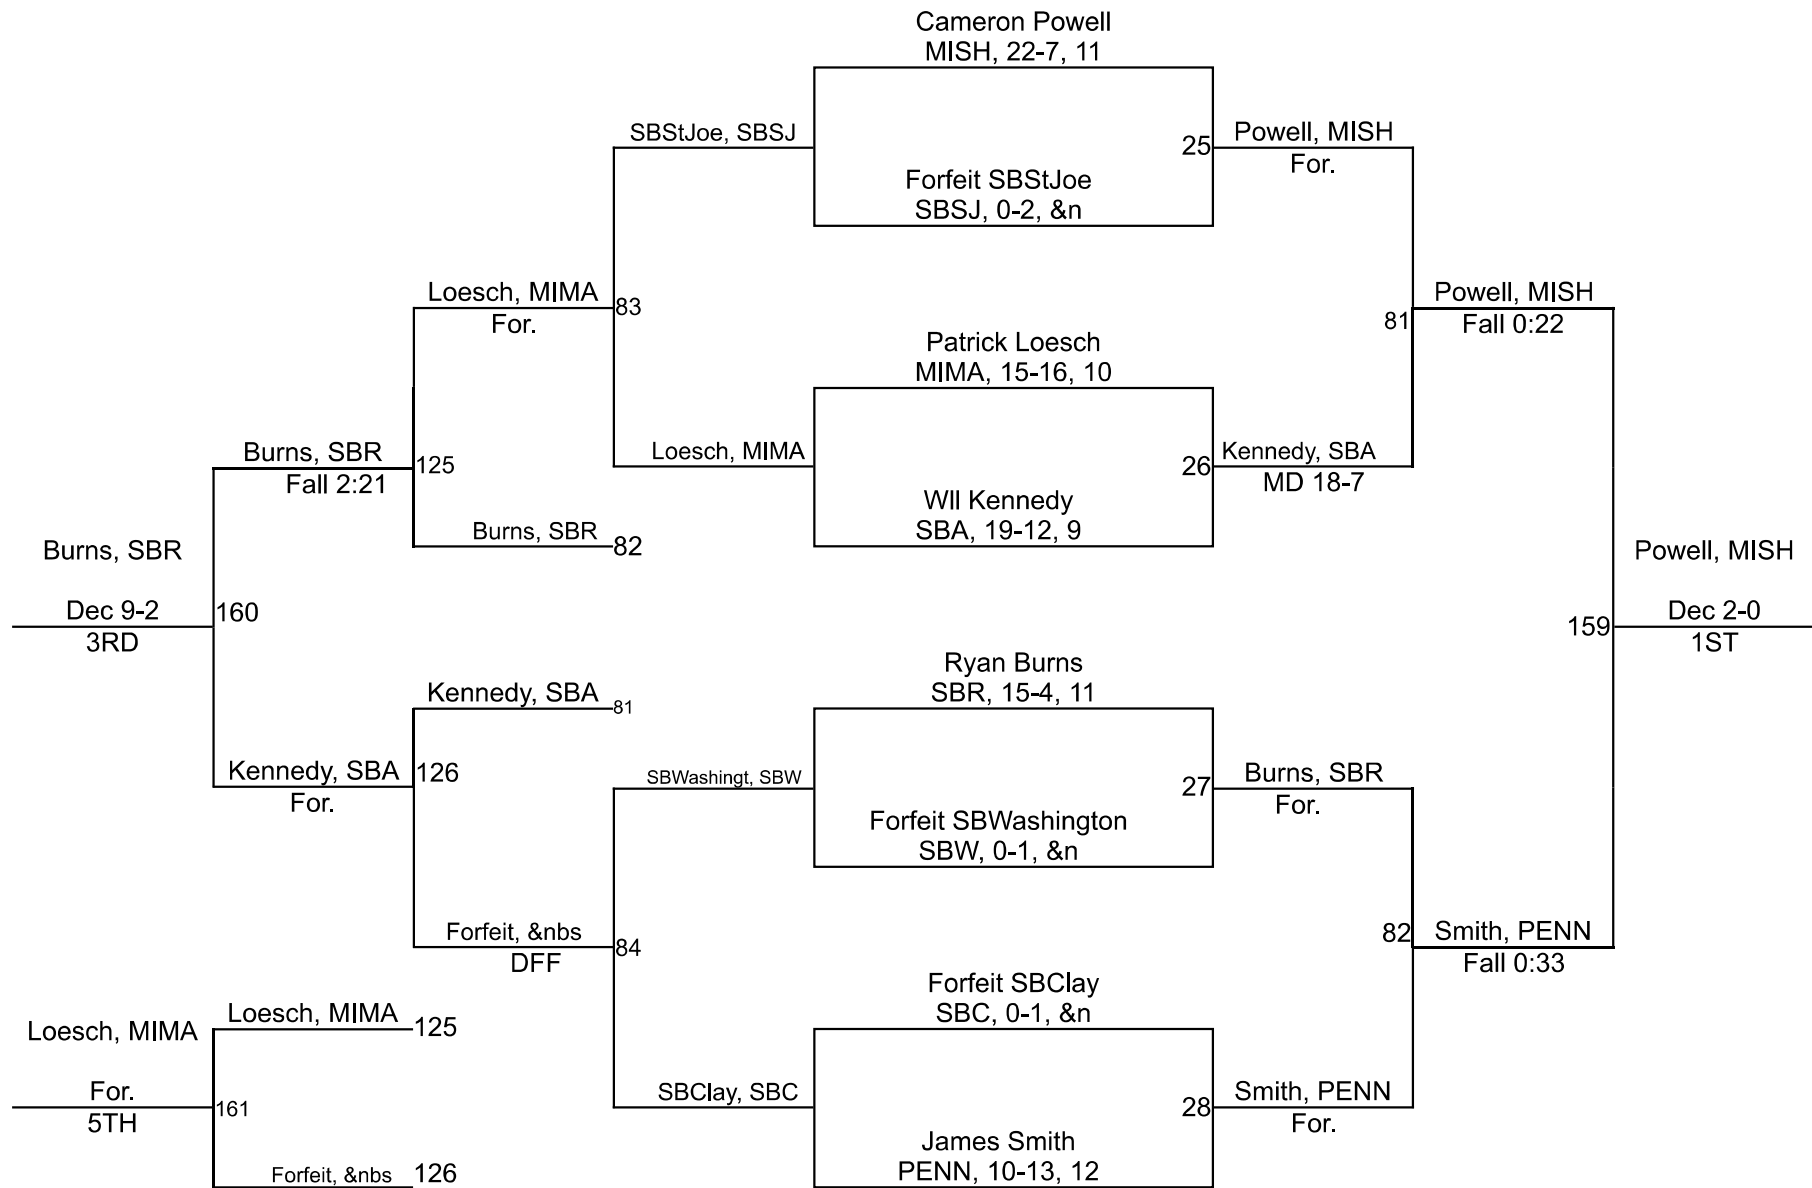 Cameron Powell
MISH, 22-7, 11
SBStJoe, SBSJ
25
Powell, MISH
For.
Forfeit SBStJoe
SBSJ, 0-2, &n
Loesch, MIMA
For.
83
81
Powell, MISH
Fall 0:22
Patrick Loesch
MIMA, 15-16, 10
Burns, SBR
Fall 2:21
125
Loesch, MIMA
26
Kennedy, SBA
MD 18-7
WIl Kennedy
SBA, 19-12, 9
Burns, SBR
82
Burns, SBR
Dec 9-2
3RD
160
Powell, MISH
159
Dec 2-0
1ST
Ryan Burns
SBR, 15-4, 11
Kennedy, SBA
81
Kennedy, SBA
For.
126
SBWashingt, SBW
27
Burns, SBR
For.
Forfeit SBWashington
SBW, 0-1, &n
Forfeit, &nbs
DFF
84
82
Smith, PENN
Fall 0:33
Forfeit SBClay
SBC, 0-1, &n
Loesch, MIMA
125
Loesch, MIMA
For.
5TH
161
SBClay, SBC
28
Smith, PENN
For.
James Smith
PENN, 10-13, 12
Forfeit, &nbs
126